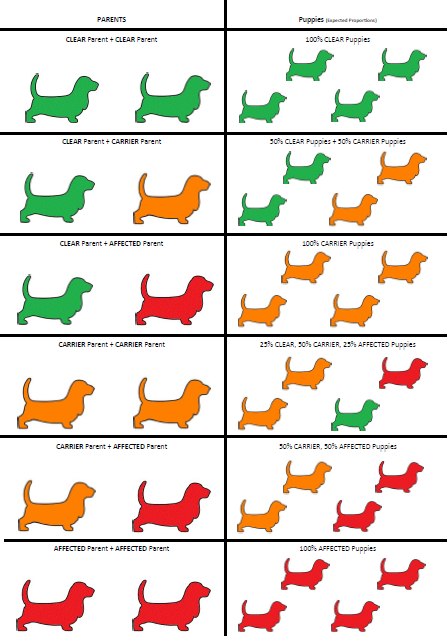 PARENTS
Puppies (Expected Proportions)
CLEAR Parent + CLEAR Parent
100% CLEAR Puppies
CLEAR Parent + CARRIER Parent
50% CLEAR Puppies + 50% CARRIER Puppies
CLEAR Parent + AFFECTED Parent
100% CARRIER Puppies
CARRIER Parent + CARRIER Parent
25% CLEAR, 50% CARRIER, 25% AFFECTED Puppies
CARRIER Parent + AFFECTED Parent
50% CARRIER, 50% AFFECTED Puppies
AFFECTED Parent + AFFECTED Parent
100% AFFECTED Puppies